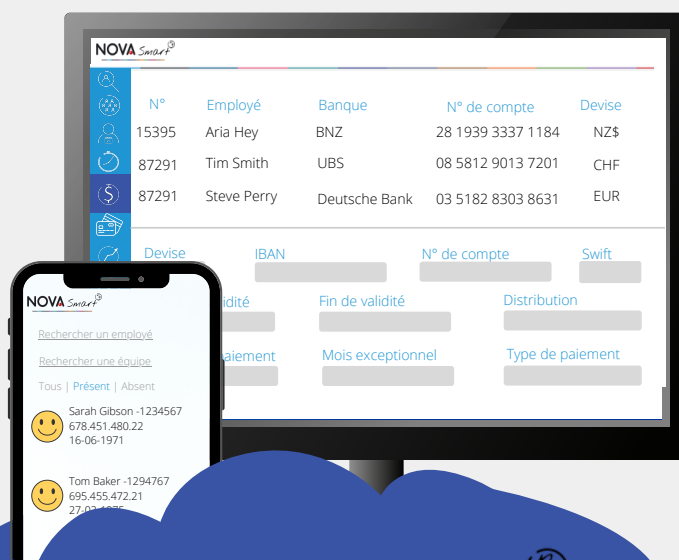 NOVA Smart
N° Employé Banque N° de compte Devise
15395 Aria Hey BNZ 28 1939 3337 1184 NZ$
87291 Tim Smith UBS 08 5812 9013 7201 CHF
87291 Steve Perry Deutsche Bank 03 5182 8303 8631 EUR
Devise IBAN N° de compte Swift
Fin de validité Distribution
Mois exceptionnel Type de paiement
NOVA Smart
Rechercher un employé
Rechercher une équipe
Tous | Présent | Absent
Sarah Gibson -1234567
678.451.480.22
16-06-1971
Tom Baker -1294767
695.455.472.21